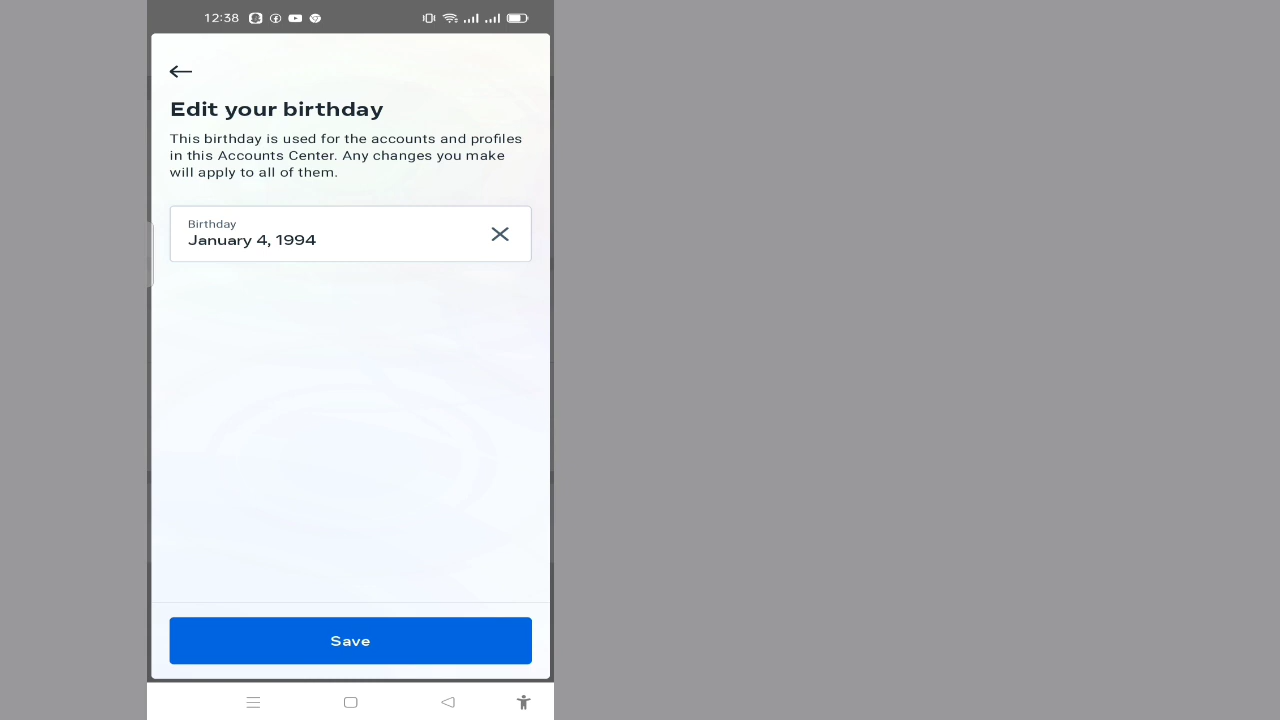 12:38
Edit your birthday
This birthday is used for the accounts and profiles
in this Accounts Center. Any changes you make
will apply to all of them.
Birthday
January 4, 1994
Save